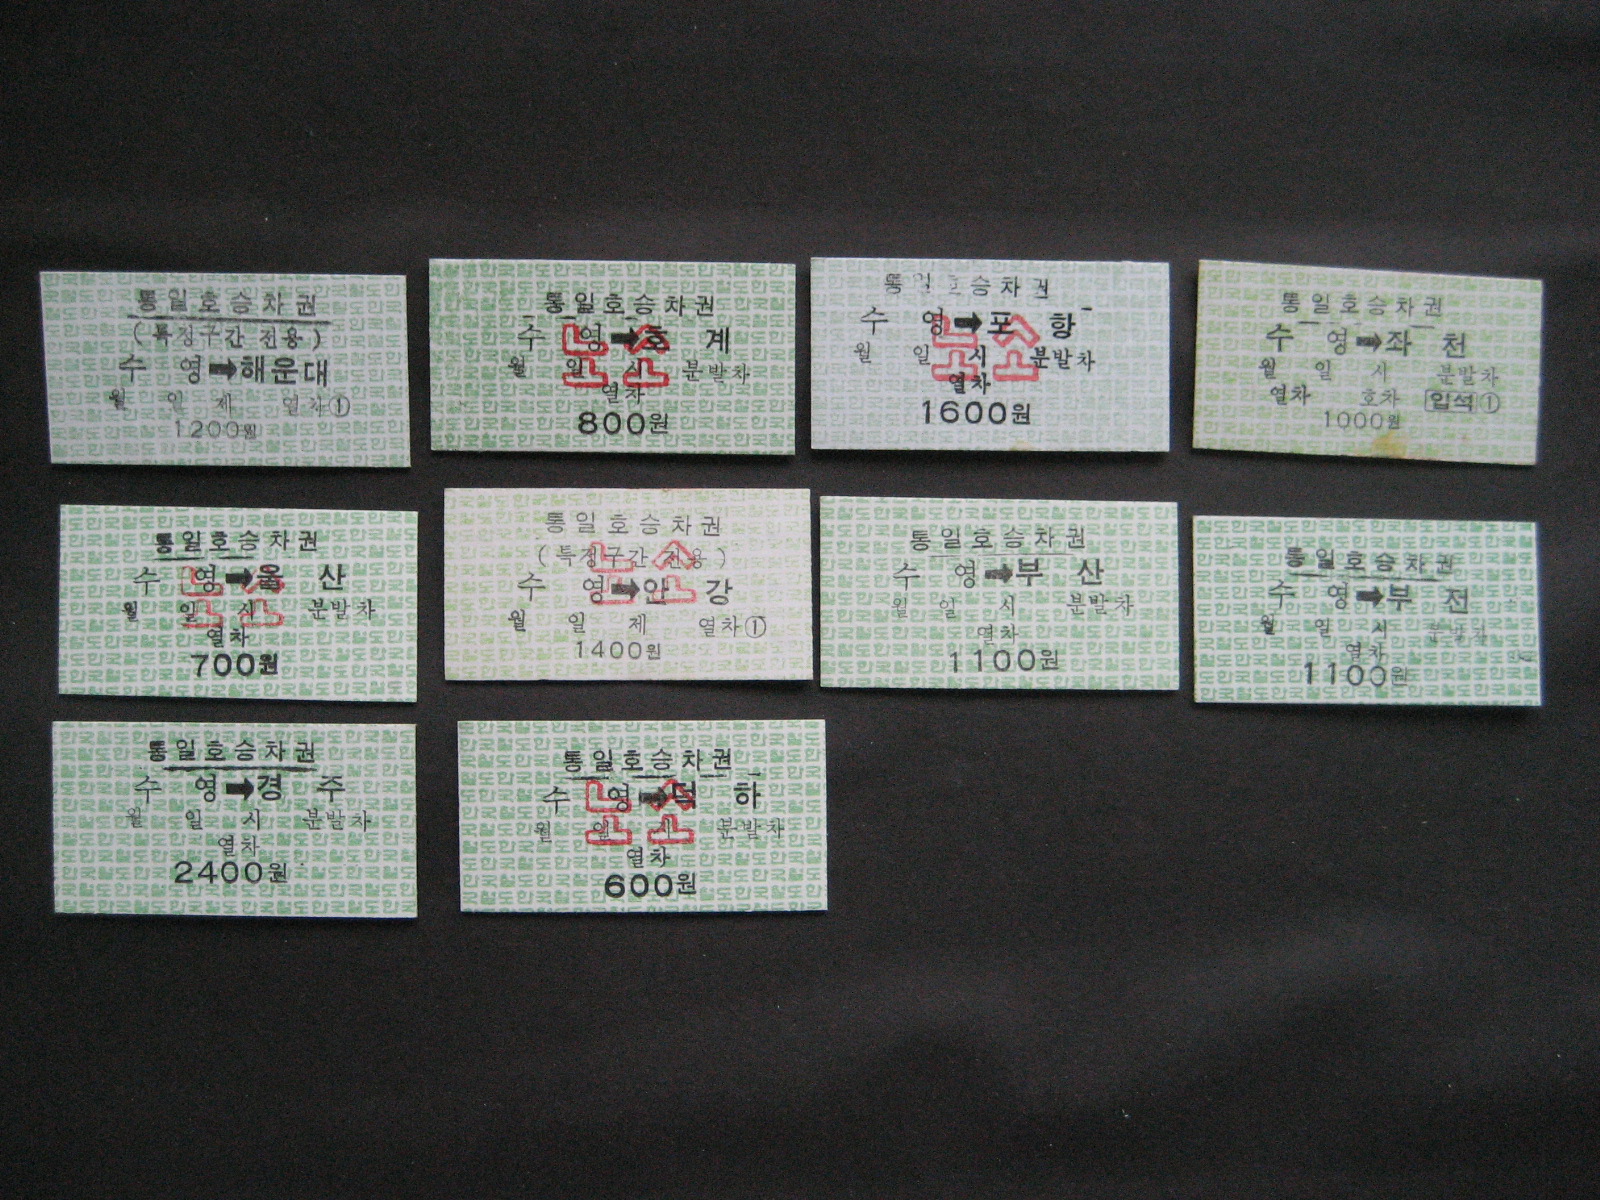 통일호승차권
(특정구간 전용)
수 영➡해운대
월 일 제 열차①
1200원
통일호승차권
수 영➡호 계
월 일 시 분발차
열차
800원
노소
통일호승차권
수 영➡포 항
월 일 시 분발차
열차
1600원
노소
통일호승차권
수 영➡좌 천
월 일 시 분발차
열차 호차 입석①
1000원
통일호승차권
수 영➡울 산
월 일 시 분발차
열차
700원
노소
통일호승차권
(특정구간 전용)
수 영➡안 강
월 일 제 열차①
1400원
노소
통일호승차권
수 영➡부 산
월 일 시 분발차
열차
1100원
통일호승차권
수 영➡부 전
월 일 시 분발차
열차
1100원
통일호승차권
수 영➡경 주
월 일 시 분발차
열차
2400원
통일호승차권
수 영➡덕 하
월 일 시 분발차
열차
600원
노소